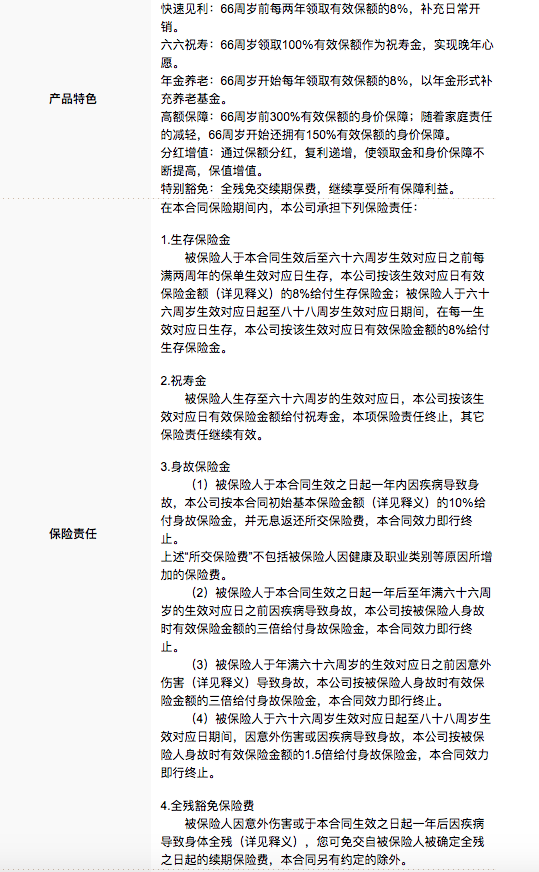 产品特色
快速见利：66周岁前每两年领取有效保额的8%，补充日常开
销。
六六祝寿：66周岁领取100%有效保额作为祝寿金，实现晚年心
愿。
年金养老：66周岁开始每年领取有效保额的8%，以年金形式补
充养老基金。
高额保障：66周岁前300%有效保额的身价保障；随着家庭责任
的减轻，66周岁开始还拥有150%有效保额的身价保障。
分红增值：通过保额分红，复利递增，使领取金和身价保障不
断提高，保值增值。
特别豁免：全残免交续期保费，继续享受所有保障利益。
保险责任
在本合同保险期间内，本公司承担下列保险责任：
1.生存保险金
被保险人于本合同生效后至六十六周岁生效对应日之前每
满两周年的保单生效对应日生存，本公司按该生效对应日有效
保险金额（详见释义）的8%给付生存保险金；被保险人于六十
六周岁生效对应日起至八十八周岁生效对应日期间，在每一生
效对应日生存，本公司按该生效对应日有效保险金额的8%给付
生存保险金。
2.祝寿金
被保险人生存至六十六周岁的生效对应日，本公司按该生
效对应日有效保险金额给付祝寿金，本项保险责任终止，其它
保险责任继续有效。
3.身故保险金
（1）被保险人于本合同生效之日起一年内因疾病导致身
故，本公司按本合同初始基本保险金额（详见释义）的10%给
付身故保险金，并无息返还所交保险费，本合同效力即行终
止。
上述“所交保险费”不包括被保险人因健康及职业类别等原因所增
加的保险费。
（2）被保险人于本合同生效之日起一年后至年满六十六周
岁的生效对应日之前因疾病导致身故，本公司按被保险人身故
时有效保险金额的三倍给付身故保险金，本合同效力即行终
止。
（3）被保险人于年满六十六周岁的生效对应日之前因意外
伤害（详见释义）导致身故，本公司按被保险人身故时有效保
险金额的三倍给付身故保险金，本合同效力即行终止。
（4）被保险人于六十六周岁生效对应日起至八十八周岁生
效对应日期间，因意外伤害或因疾病导致身故，本公司按被保
险人身故时有效保险金额的1.5倍给付身故保险金，本合同效力
即行终止。
4.全残豁免保险费
被保险人因意外伤害或于本合同生效之日起一年后因疾病
导致身体全残（详见释义），您可免交自被保险人被确定全残
之日起的续期保险费，本合同另有约定的除外。